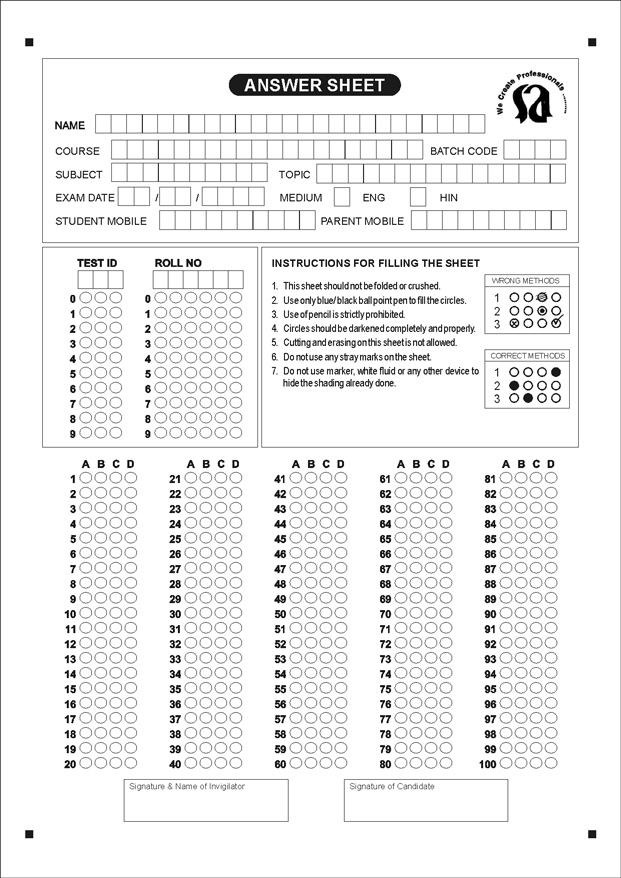 We Create Professionals ........
ANSWER SHEET
sa
NAME
COURSE BATCH CODE
SUBJECT TOPIC
EXAM DATE / / MEDIUM ENG HIN
STUDENT MOBILE PARENT MOBILE
TEST ID ROLL NO
0 0
1 1
2 2
3 3
4 4
5 5
6 6
7 7
8 8
9 9
INSTRUCTIONS FOR FILLING THE SHEET
1. This sheet should not be folded or crushed.
2. Use only blue/ black ball point pen to fill the circles.
3. Use of pencil is strictly prohibited.
4. Circles should be darkened completely and properly.
5. Cutting and erasing on this sheet is not allowed.
6. Do not use any stray marks on the sheet.
7. Do not use marker, white fluid or any other device to
hide the shading already done.
WRONG METHODS
1
2
3
CORRECT METHODS
1
2
3
A B C D A B C D A B C D A B C D A B C D
1 21 41 61 81
2 22 42 62 82
3 23 43 63 83
4 24 44 64 84
5 25 45 65 85
6 26 46 66 86
7 27 47 67 87
8 28 48 68 88
9 29 49 69 89
10 30 50 70 90
11 31 51 71 91
12 32 52 72 92
13 33 53 73 93
14 34 54 74 94
15 35 55 75 95
16 36 56 76 96
17 37 57 77 97
18 38 58 78 98
19 39 59 79 99
20 40 60 80 100
Signature & Name of Invigilator Signature of Candidate